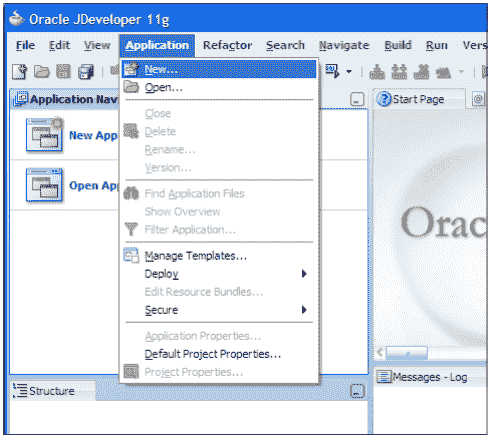 Oracle JDeveloper 11g
File Edit View Application Refactor Search Navigate Build Run Vers
Application Nav
Start Page
New App
Open App
New...
Open...
Close
Delete
Rename...
Version...
Find Application Files
Show Overview
Filter Application...
Manage Templates...
Deploy
Edit Resource Bundles...
Secure
Application Properties...
Default Project Properties...
Project Properties...
Orac
Structure
Messages - Log